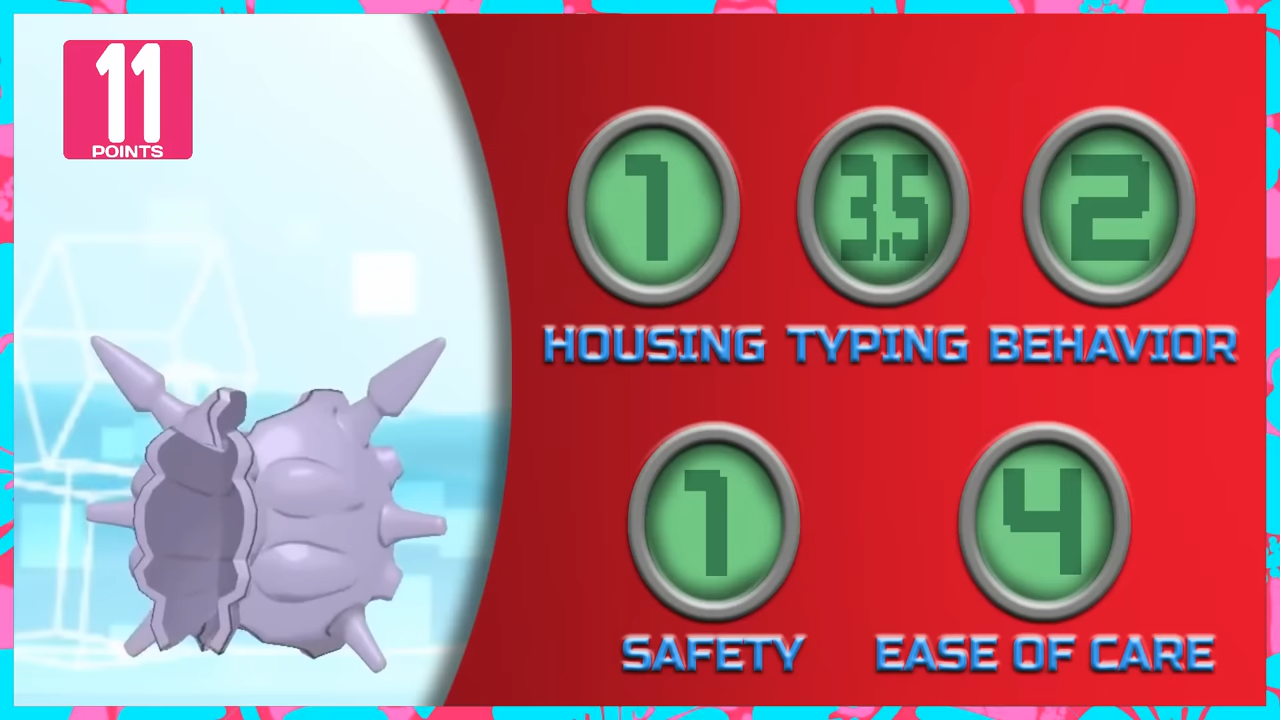 11
POINTS
1 3.5 2
HOUSING TYPING BEHAVIOR
1 4
SAFETY EASE OF CARE